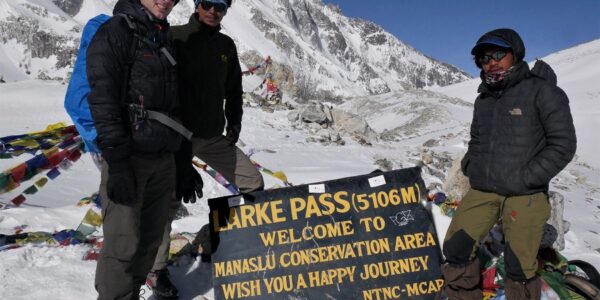 LARKE PASS (5106M)
WELCOME TO
MANASLU CONSERVATION AREA
WISH YOU A HAPPY JOURNEY
NTNC-MCAP